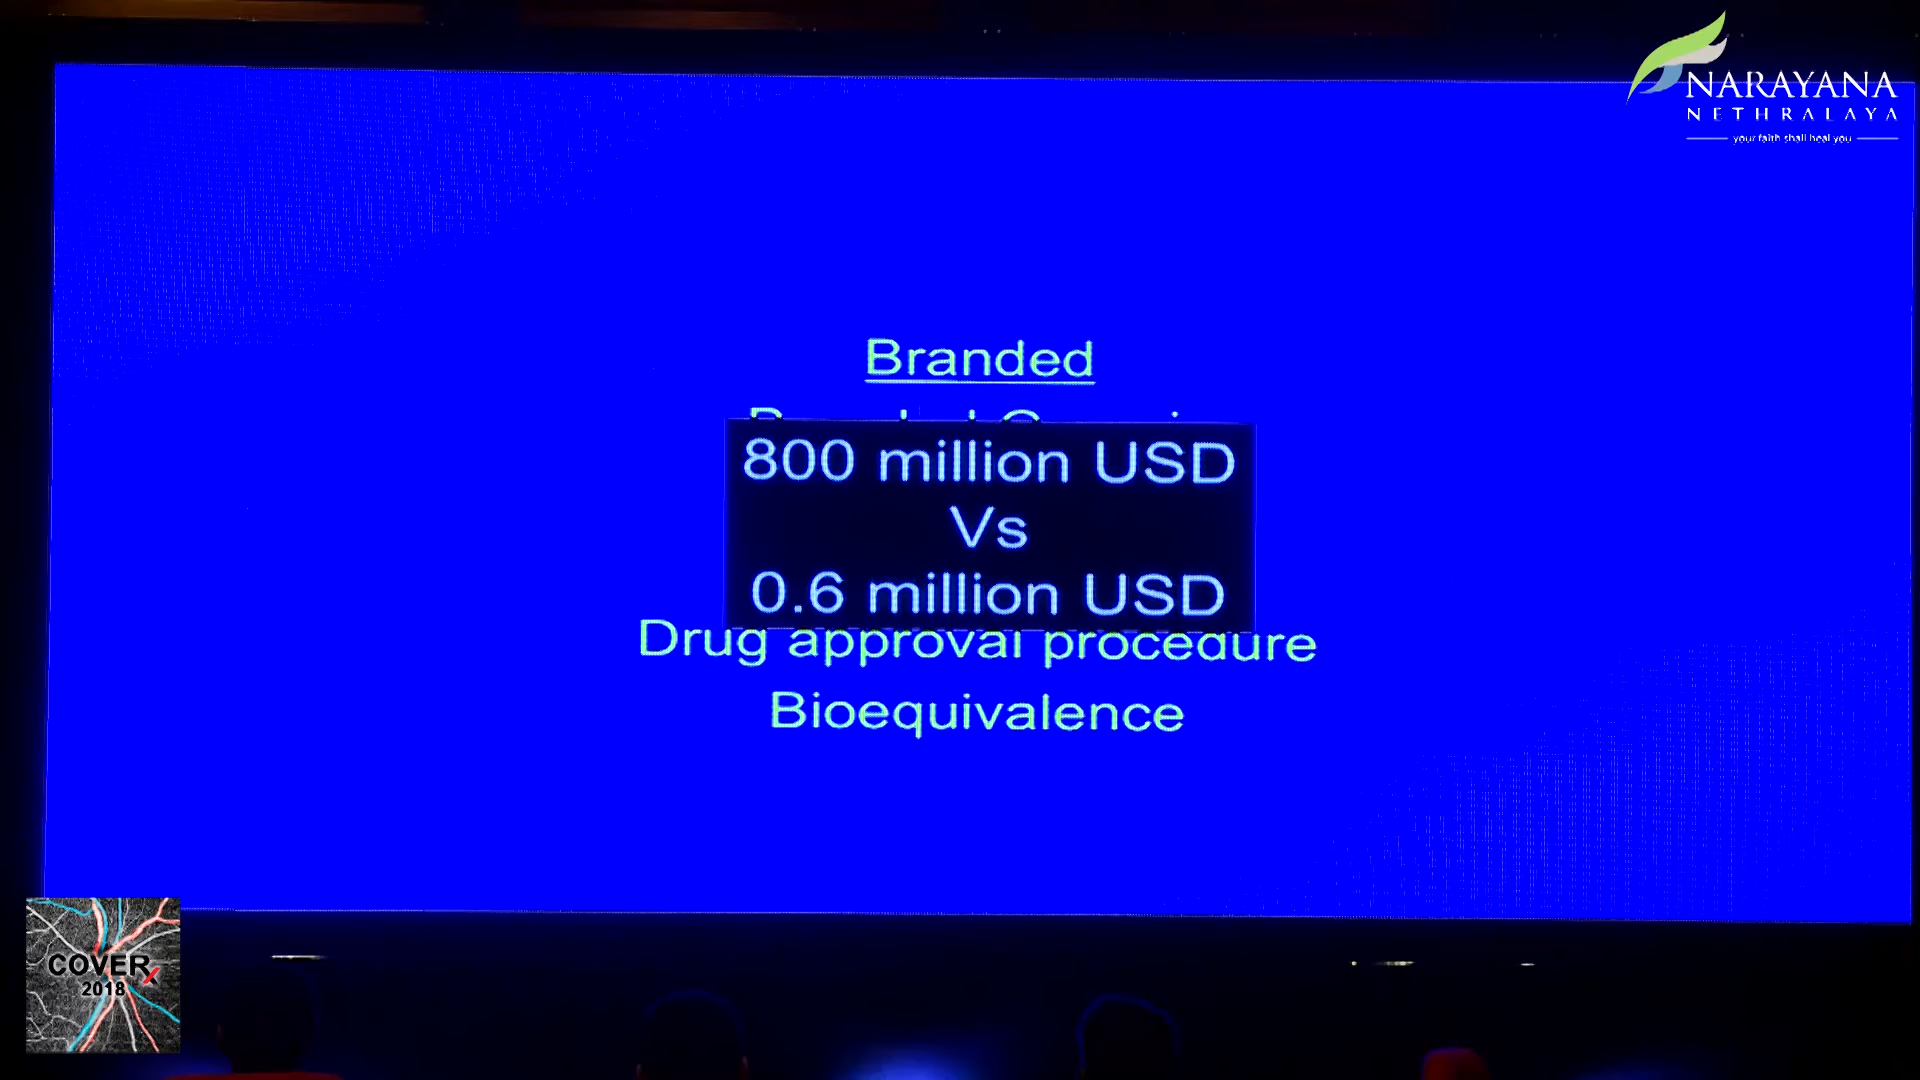 NARAYANA
NETHRALAYA
your faith shall heal you
Branded
800 million USD
Vs
0.6 million USD
Drug approval procedure
Bioequivalence
COVERx
2018